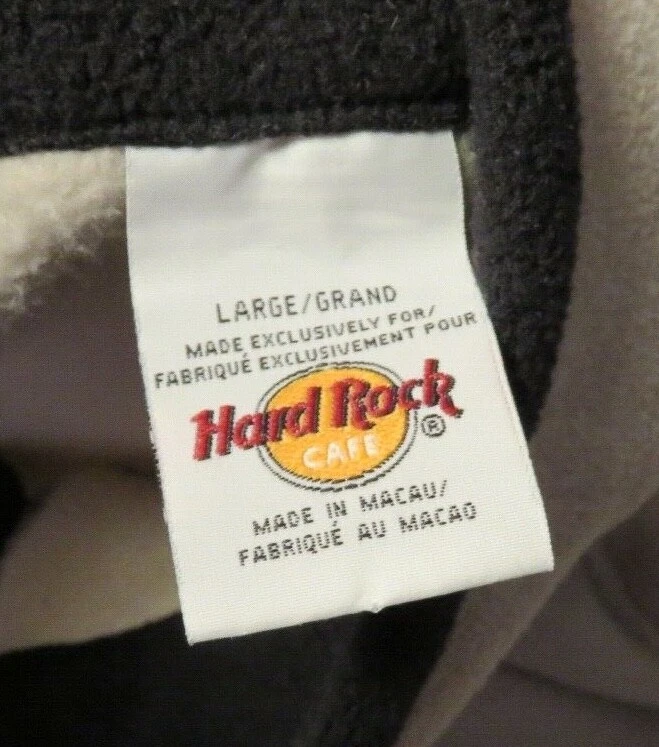 LARGE/GRAND
MADE EXCLUSIVELY FOR/
FABRIQUÉ EXCLUSIVEMENT POUR
Hard Rock
CAFE ®
MADE IN MACAU/
FABRIQUÉ AU MACAO